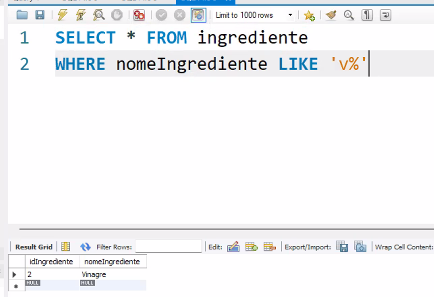 Limit to 1000 rows
1 SELECT * FROM ingrediente
2 WHERE nomeIngrediente LIKE 'v%'
Result Grid Filter Rows: Edit: Export/Import: Wrap Cell Content:
idIngrediente nomeIngrediente
2 Vinagre
NULL NULL